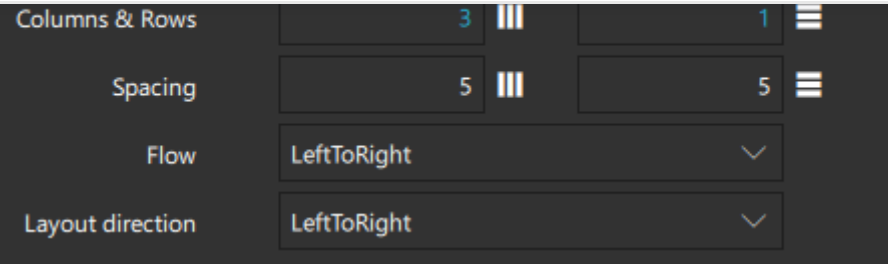 Columns & Rows 3 1
Spacing 5 5
Flow LeftToRight
Layout direction LeftToRight